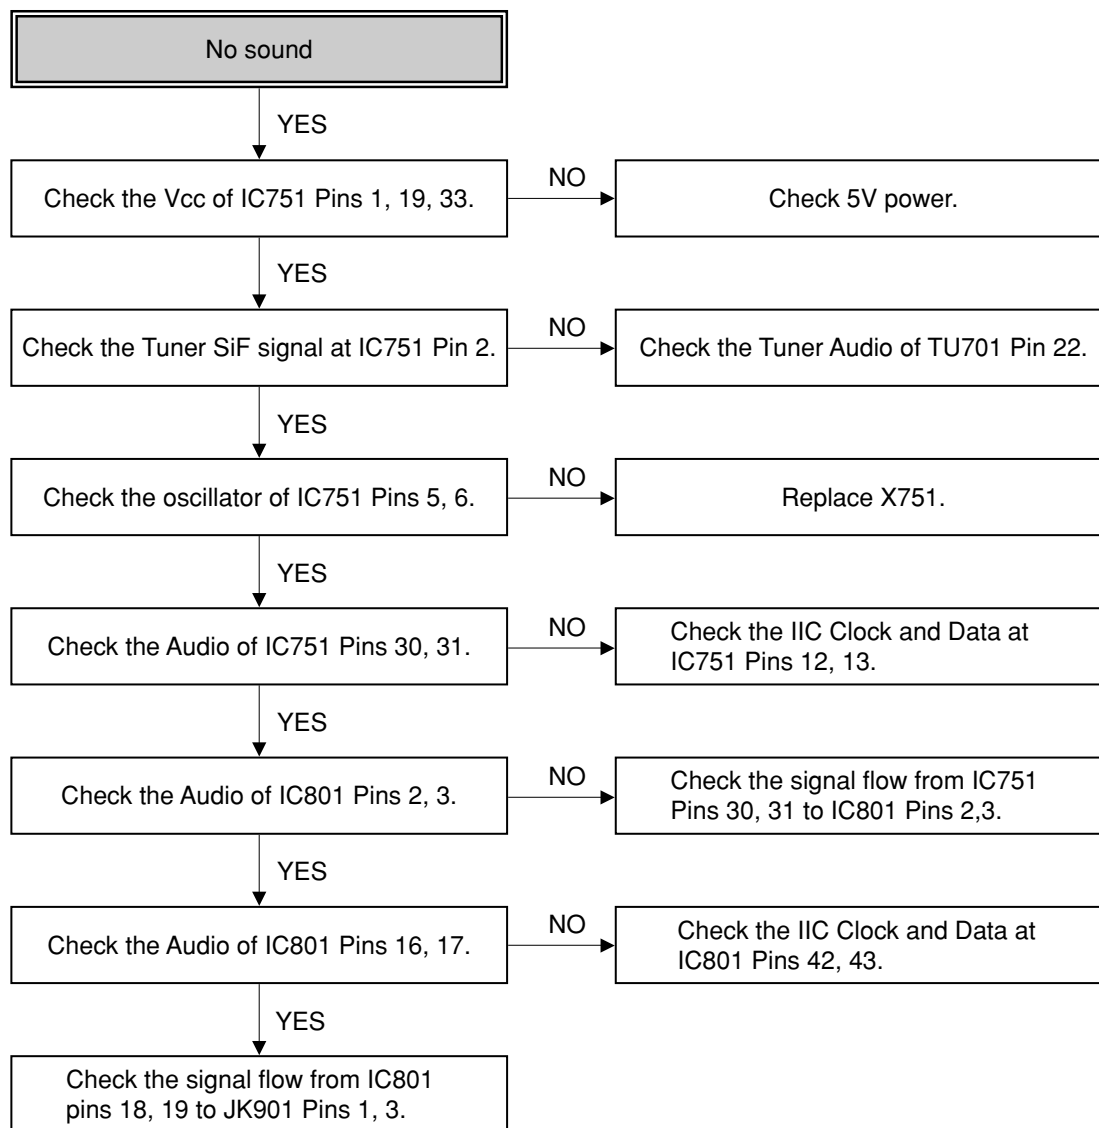 No sound
YES
Check the Vcc of IC751 Pins 1, 19, 33.
NO
Check 5V power.
YES
Check the Tuner SiF signal at IC751 Pin 2.
NO
Check the Tuner Audio of TU701 Pin 22.
YES
Check the oscillator of IC751 Pins 5, 6.
NO
Replace X751.
YES
Check the Audio of IC751 Pins 30, 31.
NO
Check the IIC Clock and Data at
IC751 Pins 12, 13.
YES
Check the Audio of IC801 Pins 2, 3.
NO
Check the signal flow from IC751
Pins 30, 31 to IC801 Pins 2,3.
YES
Check the Audio of IC801 Pins 16, 17.
NO
Check the IIC Clock and Data at
IC801 Pins 42, 43.
YES
Check the signal flow from IC801
pins 18, 19 to JK901 Pins 1, 3.